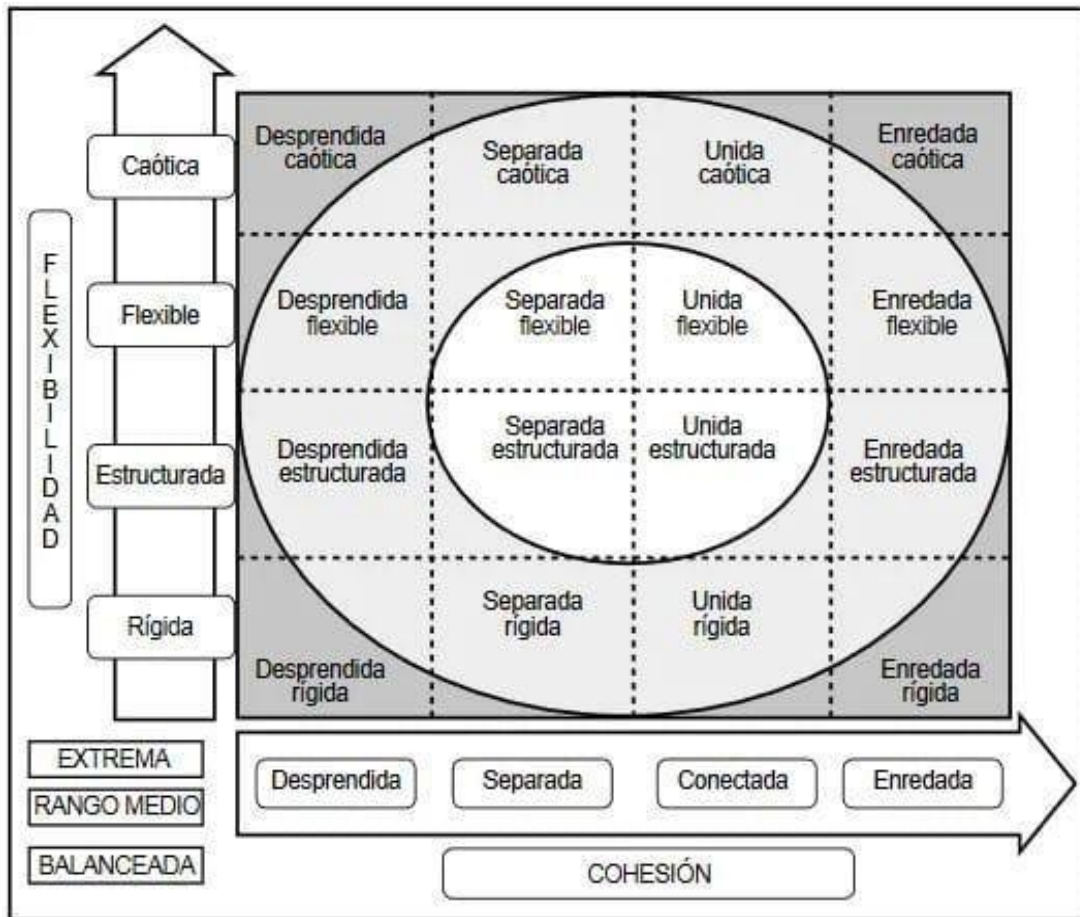 FLEXIBILIDAD
Caótica
Desprendida
caótica
Separada
caótica
Unida
caótica
Enredada
caótica
Flexible
Desprendida
flexible
Separada
flexible
Unida
flexible
Enredada
flexible
Estructurada
Desprendida
estructurada
Separada
estructurada
Unida
estructurada
Enredada
estructurada
Rígida
Desprendida
rígida
Separada
rígida
Unida
rígida
Enredada
rígida
EXTREMA
RANGO MEDIO
BALANCEADA
Desprendida
Separada
Conectada
Enredada
COHESIÓN